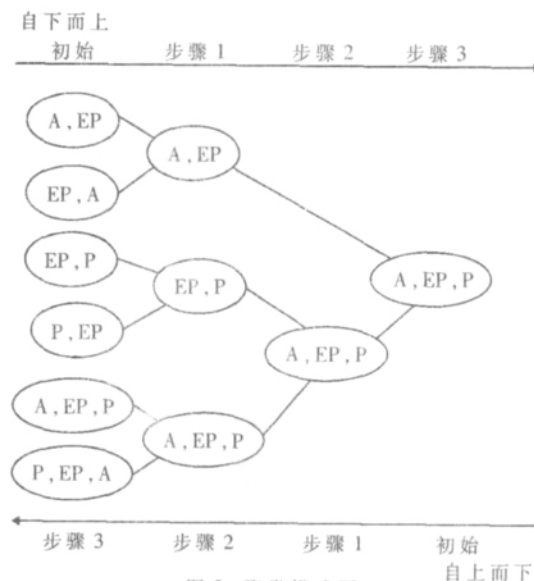 自下而上
初始 步骤1 步骤2 步骤3
A,EP
A,EP
EP,A
EP,P
EP,P
A,EP,P
P,EP
A,EP,P
A,EP,P
A,EP,P
P,EP,A
步骤3 步骤2 步骤1 初始
自上而下